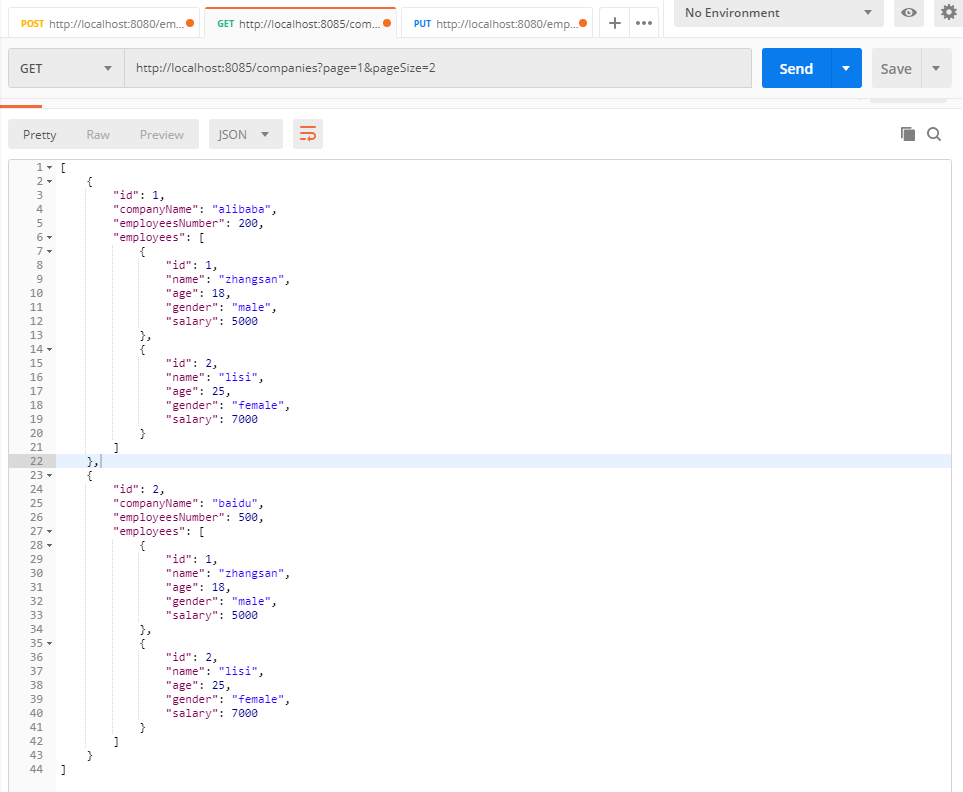 POST http://localhost:8080/em... GET http://localhost:8085/com... PUT http://localhost:8080/emp... + ••• No Environment
GET http://localhost:8085/companies?page=1&pageSize=2 Send Save
Pretty Raw Preview JSON
1 [
2 {
3 "id": 1,
4 "companyName": "alibaba",
5 "employeesNumber": 200,
6 "employees": [
7 {
8 "id": 1,
9 "name": "zhangsan",
10 "age": 18,
11 "gender": "male",
12 "salary": 5000
13 },
14 {
15 "id": 2,
16 "name": "lisi",
17 "age": 25,
18 "gender": "female",
19 "salary": 7000
20 }
21 ]
22 },
23 {
24 "id": 2,
25 "companyName": "baidu",
26 "employeesNumber": 500,
27 "employees": [
28 {
29 "id": 1,
30 "name": "zhangsan",
31 "age": 18,
32 "gender": "male",
33 "salary": 5000
34 },
35 {
36 "id": 2,
37 "name": "lisi",
38 "age": 25,
39 "gender": "female",
40 "salary": 7000
41 }
42 ]
43 }
44 ]